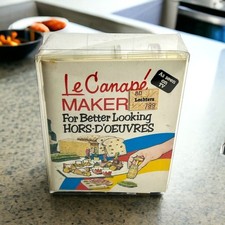 Le Canapé
MAKER
For Better Looking
HORS-D'OEUVRES
As seen
on
TV